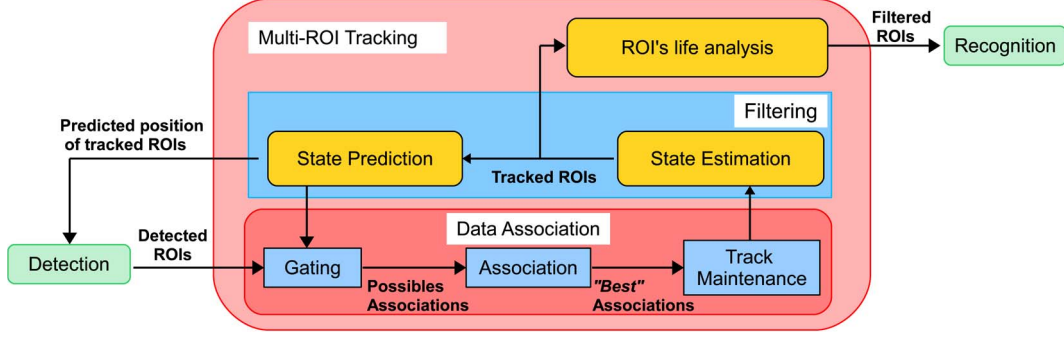 Multi-ROI Tracking
ROI's life analysis
Filtered
ROIs
Recognition
Filtering
Predicted position
of tracked ROIs
State Prediction
Tracked ROIs
State Estimation
Data Association
Detection
Detected
ROIs
Gating
Possibles
Associations
Association
"Best"
Associations
Track
Maintenance